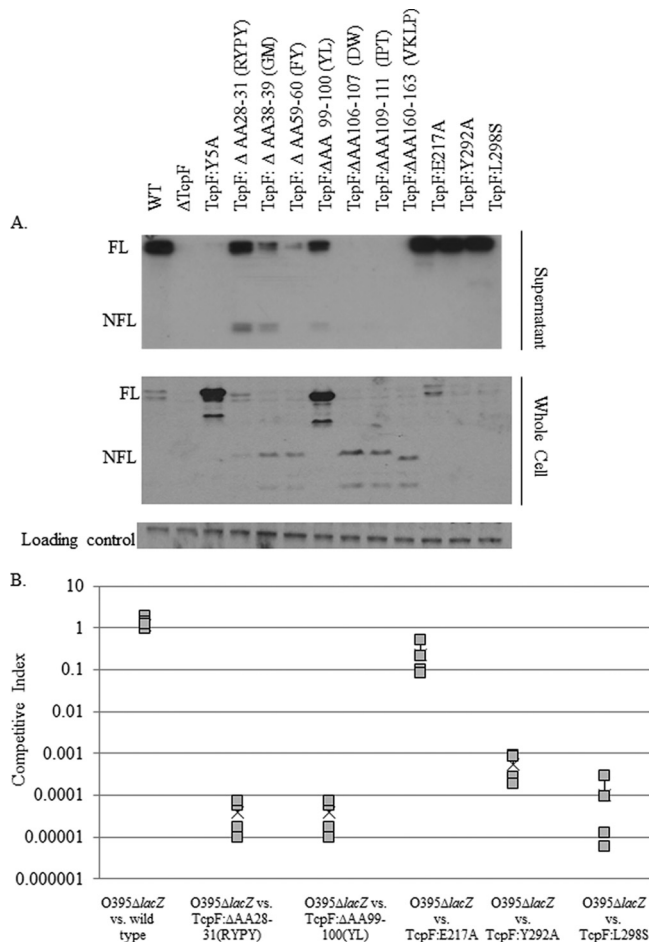 WT
ΔTcpF
TcpF:Y5A
TcpF: Δ AA28-31 (RYPY)
TcpF: Δ AA38-39 (GM)
TcpF: Δ AA59-60 (FY)
TcpF:ΔAA 99-100 (YL)
TcpF:ΔAA106-107 (DW)
TcpF:ΔAA109-111 (IPT)
TcpF:ΔAA160-163 (VKLP)
TcpF:E217A
TcpF:Y292A
TcpF:L298S
A.
FL
NFL
Supernatant
FL
NFL
Whole Cell
Loading control
B.
Competitive Index
10
1
0.1
0.01
0.001
0.0001
0.00001
0.000001
O395ΔlacZ
vs. wild
type
O395ΔlacZ vs.
TcpF:ΔAA28-
31(RYPY)
O395ΔlacZ vs.
TcpF:ΔAA99-
100(YL)
O395ΔlacZ
vs.
TcpF:E217A
O395ΔlacZ
vs.
TcpF:Y292A
O395ΔlacZ
vs.
TcpF:L298S